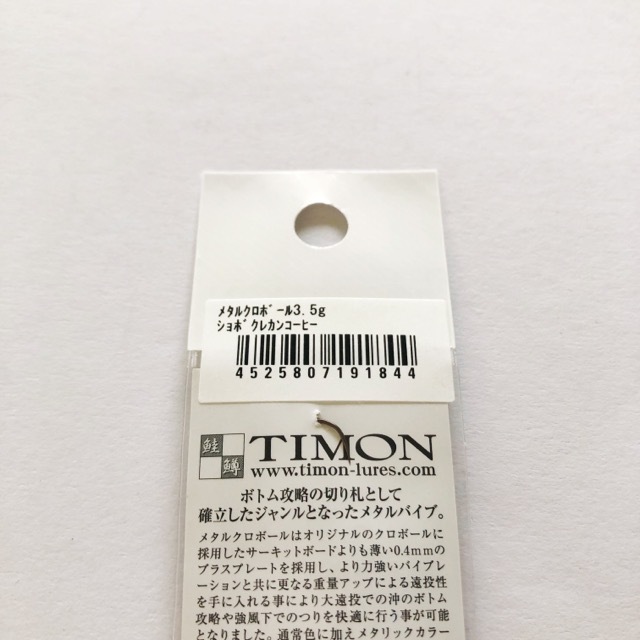 ﾒﾀﾙｸﾛﾎﾞｰﾙ3.5g
ｼｮﾎﾞｸﾚｶﾝｺｰﾋｰ
4525807191844
鮭
鱒
TIMON
www.timon-lures.com
ボトム攻略の切り札として
確立したジャンルとなったメタルバイブ。
メタルクロボールはオリジナルのクロボールに
採用したサーキットボードよりも薄い0.4mmの
ブラスプレートを採用し、より力強いバイブレ
ーションと共に更なる重量アップによる遠投性
を手に入れる事により大遠投での沖のボトム
攻略や強風下でのつりを快適に行う事が可能
となりました。通常色に加えメタリックカラー